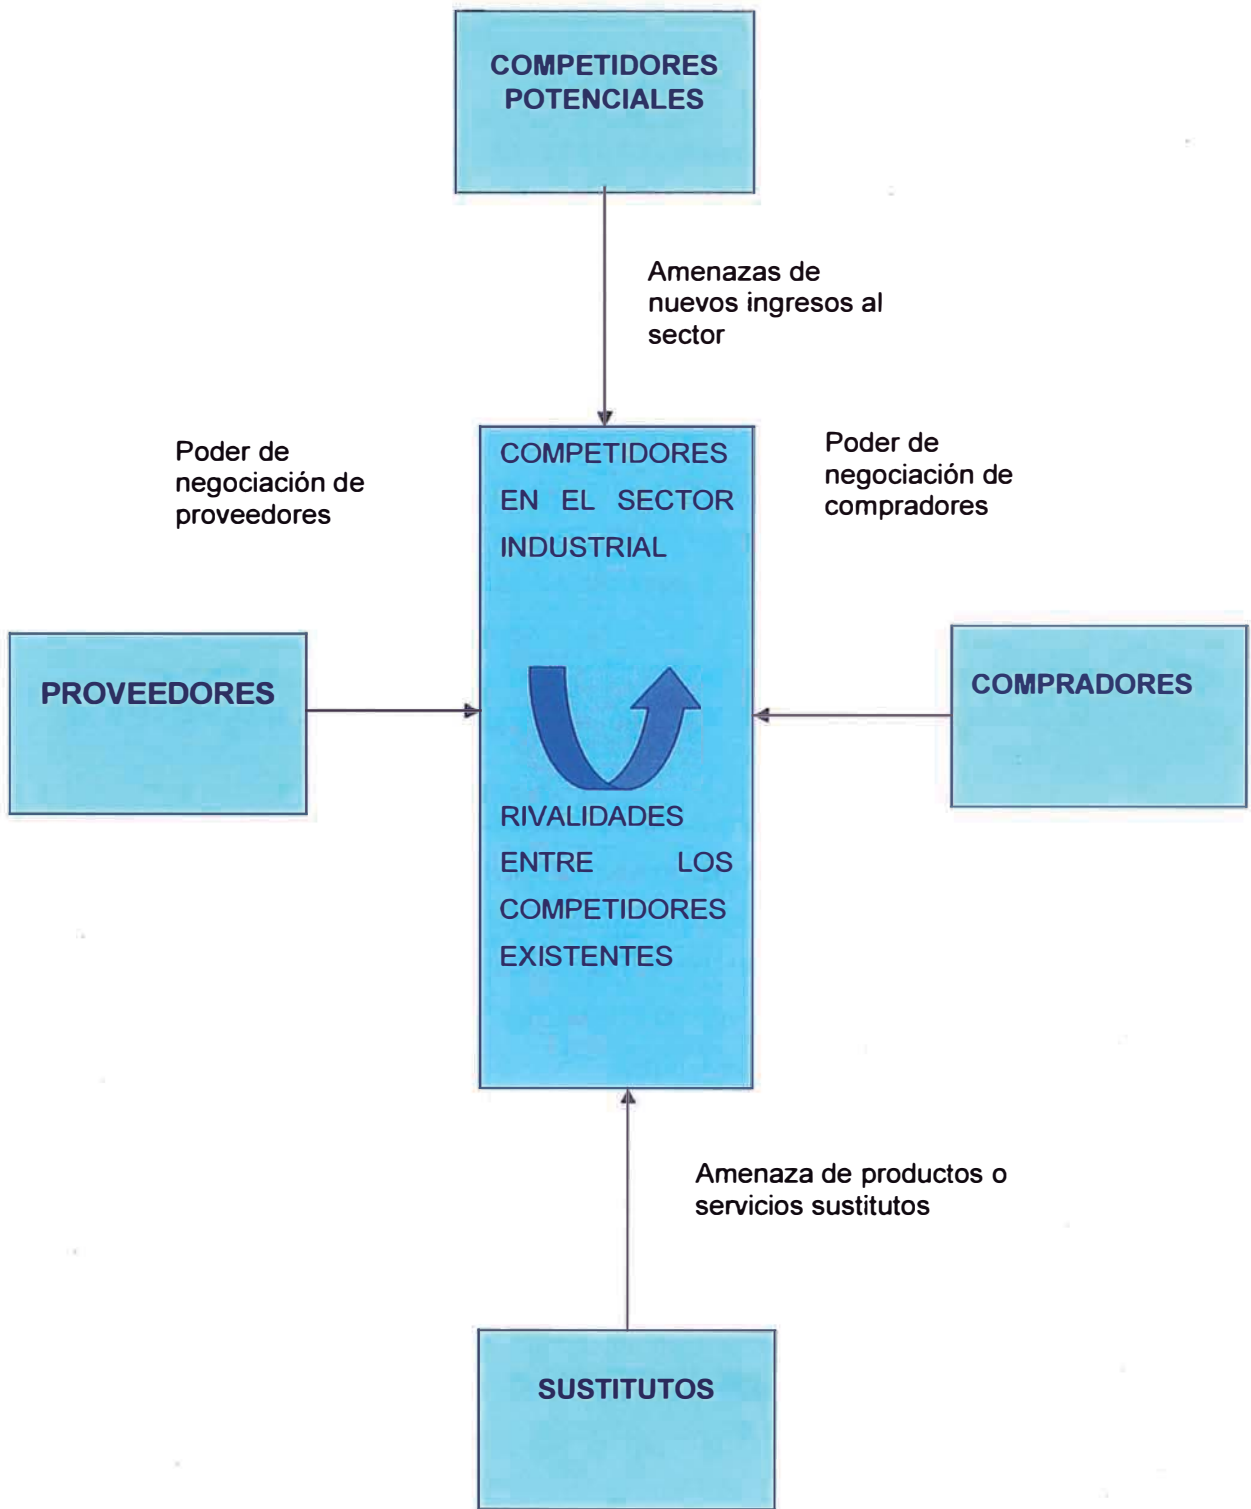 COMPETIDORES
POTENCIALES
Amenazas de
nuevos ingresos al
sector
Poder de
negociación de
proveedores
COMPETIDORES
EN EL SECTOR
INDUSTRIAL
Poder de
negociación de
compradores
PROVEEDORES
COMPRADORES
RIVALIDADES
ENTRE LOS
COMPETIDORES
EXISTENTES
Amenaza de productos o
servicios sustitutos
SUSTITUTOS